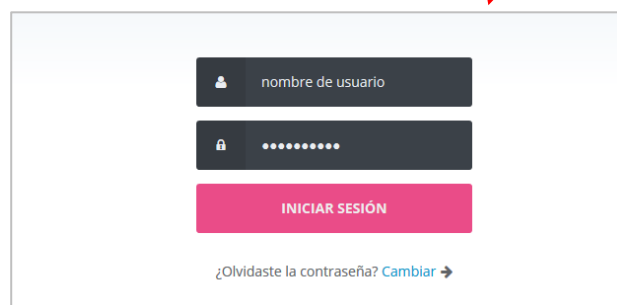 nombre de usuario
••••••••••
INICIAR SESIÓN
¿Olvidaste la contraseña? Cambiar →